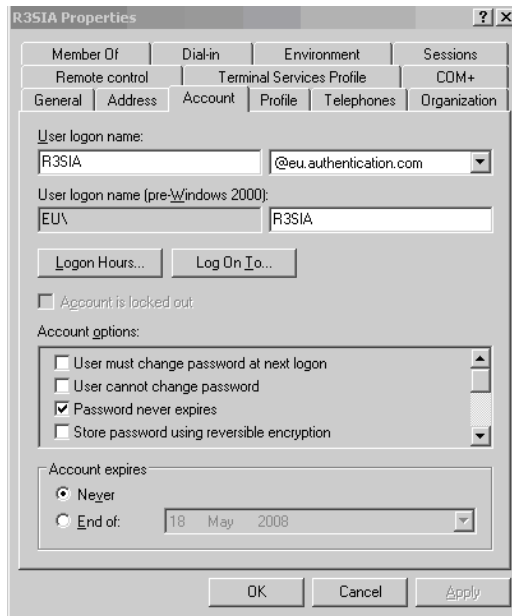 R3SIA Properties
Member Of Dial-in Environment Sessions
Remote control Terminal Services Profile COM+
General Address Account Profile Telephones Organization
User logon name:
R3SIA @eu.authentication.com
User logon name (pre-Windows 2000):
EU\ R3SIA
Logon Hours... Log On To...
Account is locked out
Account options:
User must change password at next logon
User cannot change password
Password never expires
Store password using reversible encryption
Account expires
Never
End of: 18 May 2008
OK Cancel Apply